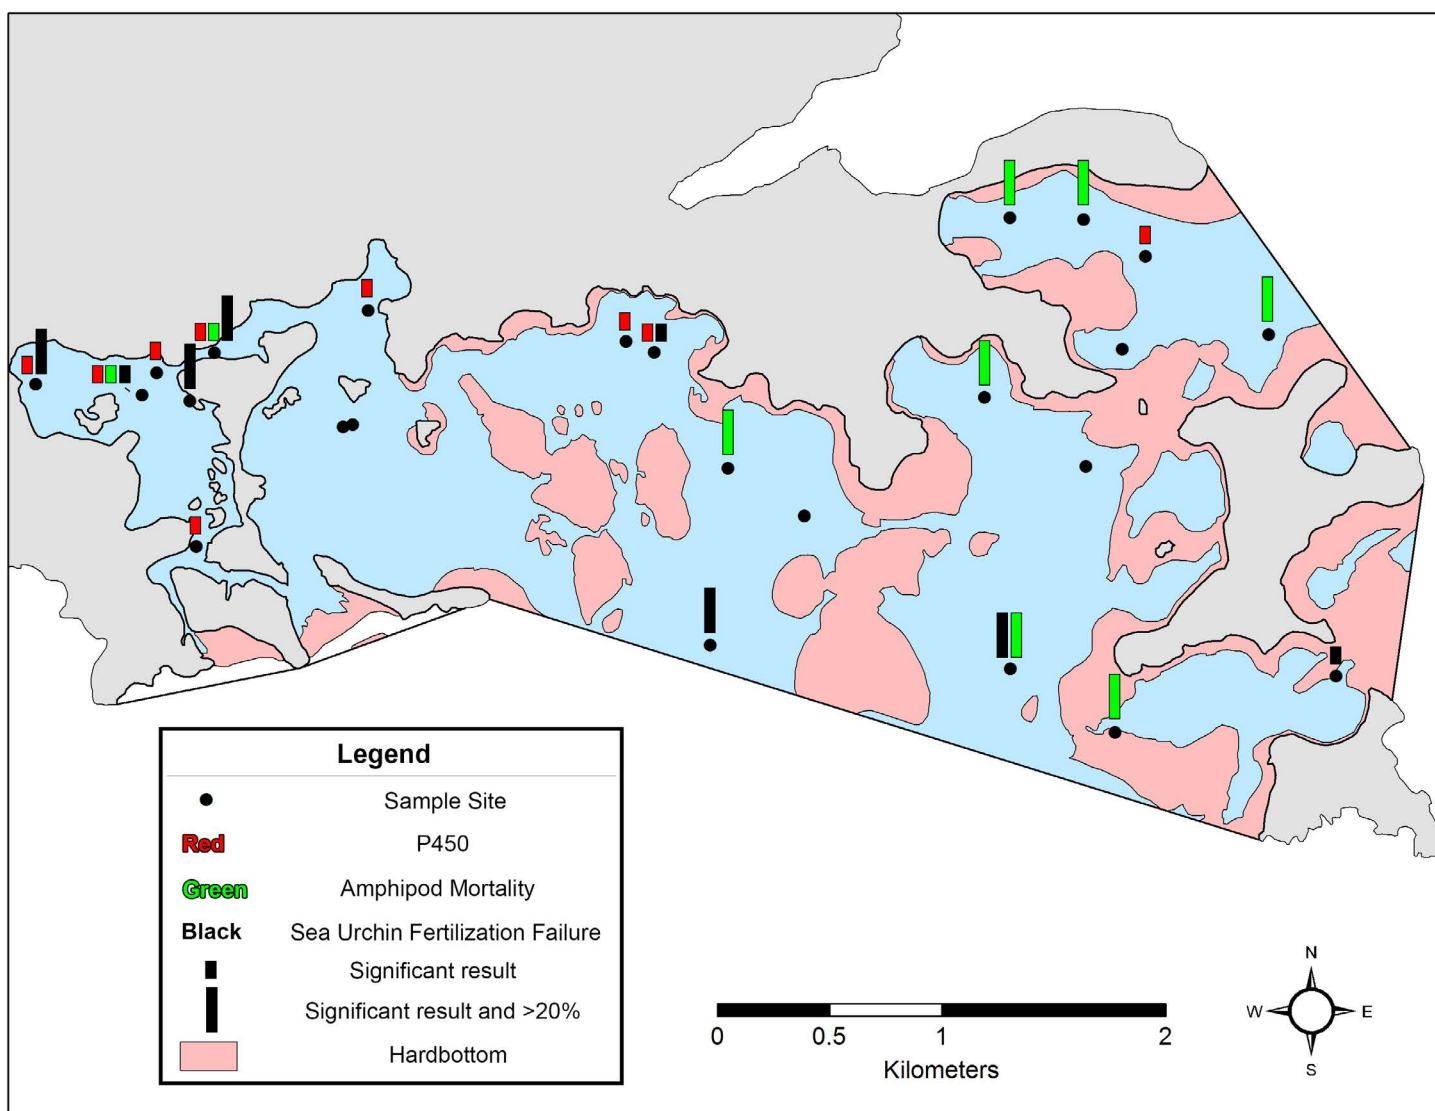 Legend
Sample Site
Red P450
Green Amphipod Mortality
Black Sea Urchin Fertilization Failure
Significant result
Significant result and >20%
Hardbottom
0 0.5 1 2
Kilometers
N
W E
S